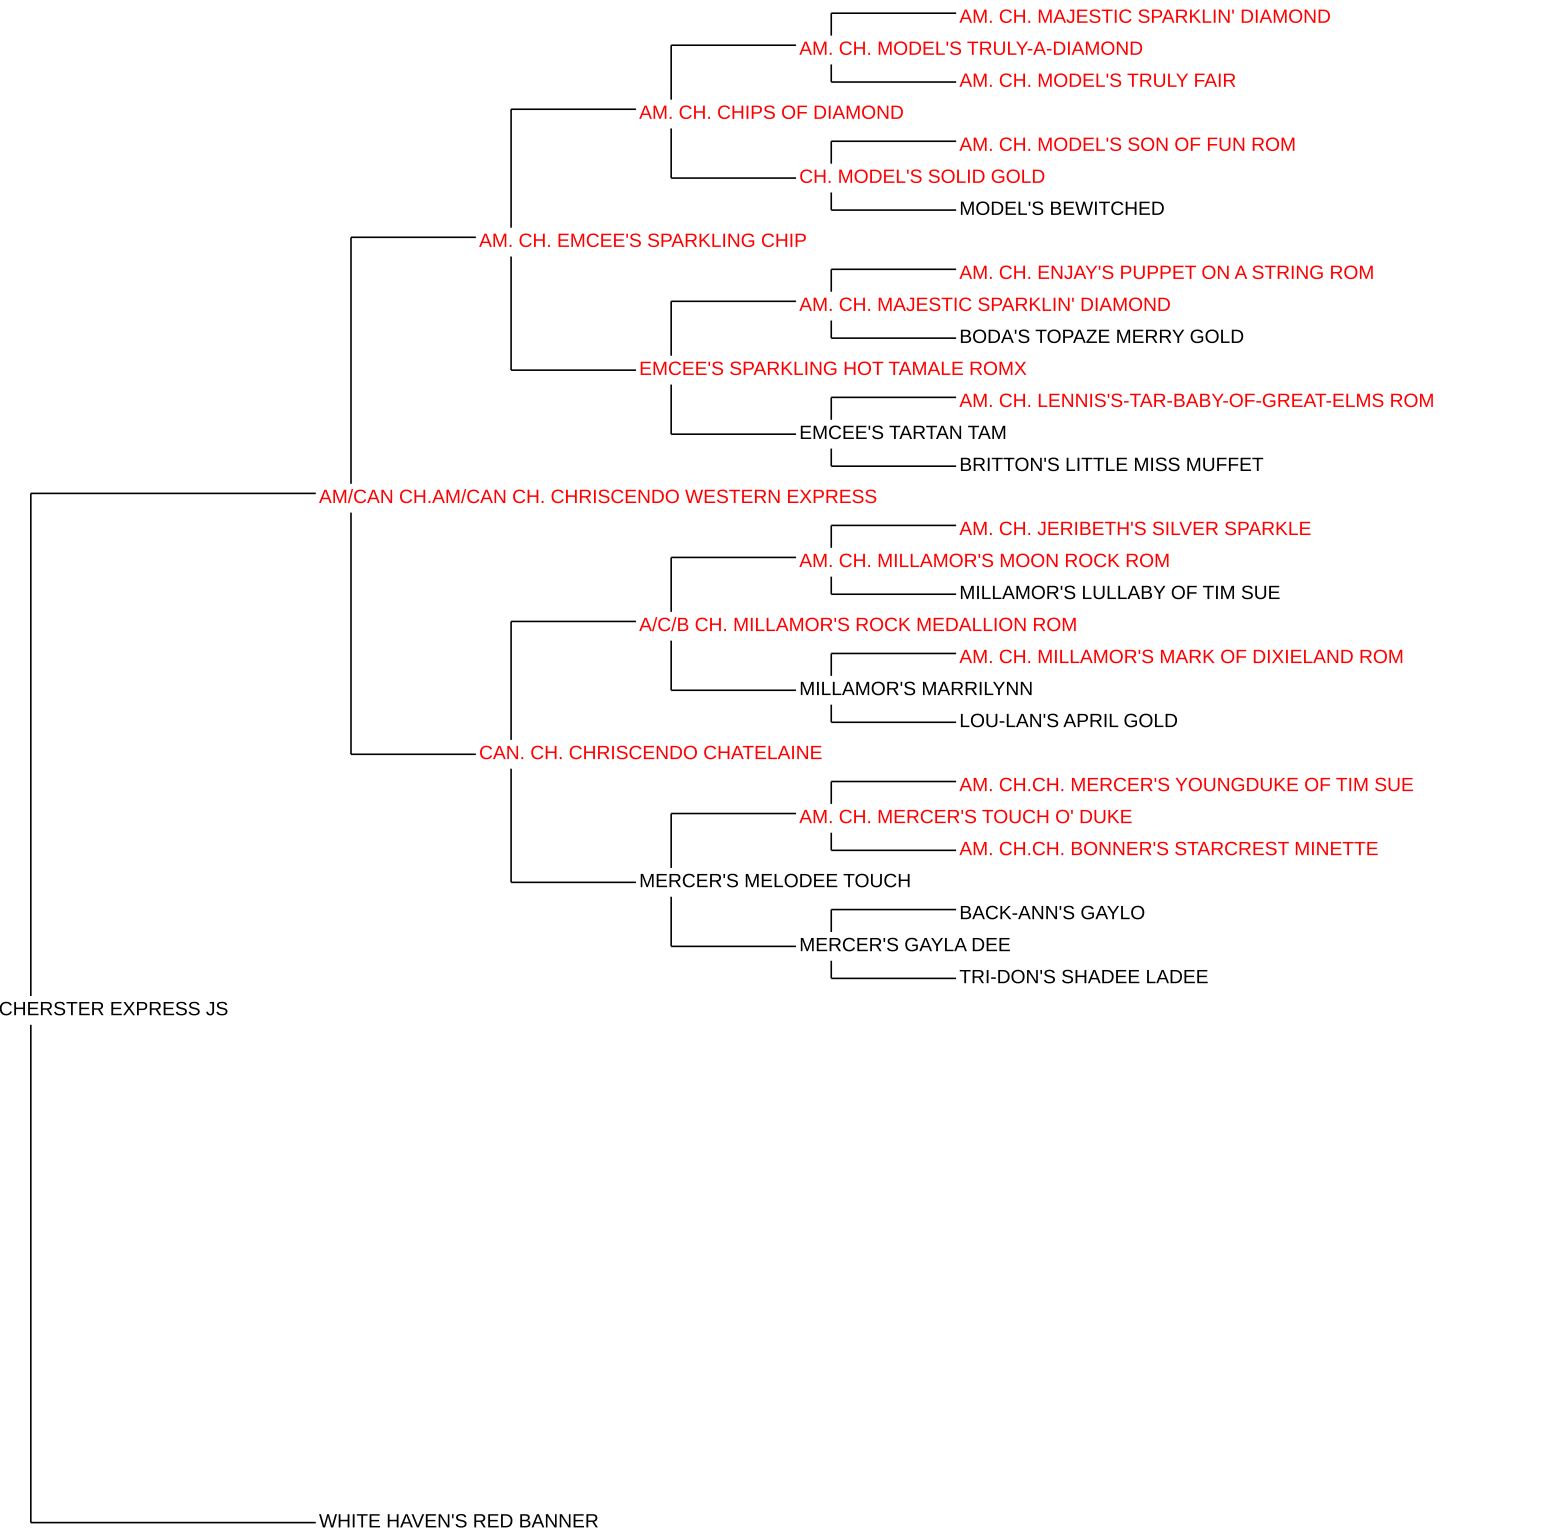 AM. CH. MAJESTIC SPARKLIN' DIAMOND
AM. CH. MODEL'S TRULY-A-DIAMOND
AM. CH. MODEL'S TRULY FAIR
AM. CH. CHIPS OF DIAMOND
AM. CH. MODEL'S SON OF FUN ROM
CH. MODEL'S SOLID GOLD
MODEL'S BEWITCHED
AM. CH. EMCEE'S SPARKLING CHIP
AM. CH. ENJAY'S PUPPET ON A STRING ROM
AM. CH. MAJESTIC SPARKLIN' DIAMOND
BODA'S TOPAZE MERRY GOLD
EMCEE'S SPARKLING HOT TAMALE ROMX
AM. CH. LENNIS'S-TAR-BABY-OF-GREAT-ELMS ROM
EMCEE'S TARTAN TAM
BRITTON'S LITTLE MISS MUFFET
AM/CAN CH.AM/CAN CH. CHRISCENDO WESTERN EXPRESS
AM. CH. JERIBETH'S SILVER SPARKLE
AM. CH. MILLAMOR'S MOON ROCK ROM
MILLAMOR'S LULLABY OF TIM SUE
A/C/B CH. MILLAMOR'S ROCK MEDALLION ROM
AM. CH. MILLAMOR'S MARK OF DIXIELAND ROM
MILLAMOR'S MARRILYNN
LOU-LAN'S APRIL GOLD
CAN. CH. CHRISCENDO CHATELAINE
AM. CH.CH. MERCER'S YOUNGDUKE OF TIM SUE
AM. CH. MERCER'S TOUCH O' DUKE
AM. CH.CH. BONNER'S STARCREST MINETTE
MERCER'S MELODEE TOUCH
BACK-ANN'S GAYLO
MERCER'S GAYLA DEE
TRI-DON'S SHADEE LADEE
CHERSTER EXPRESS JS
WHITE HAVEN'S RED BANNER